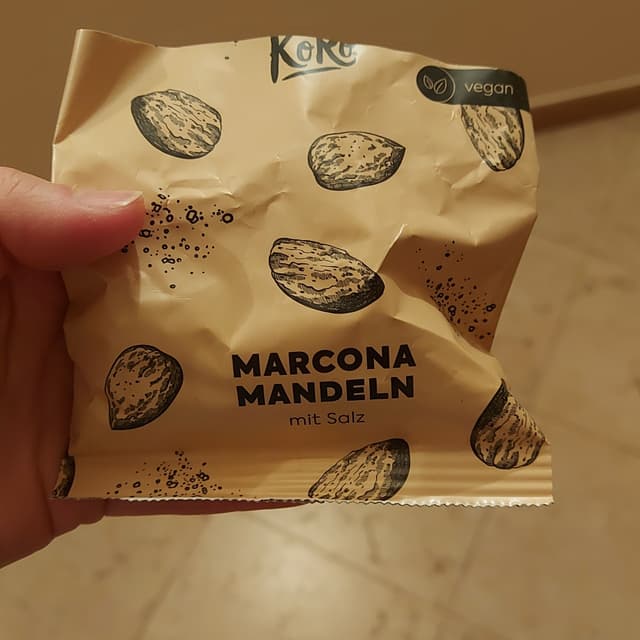 KoRo
vegan
MARCONA
MANDELN
mit Salz